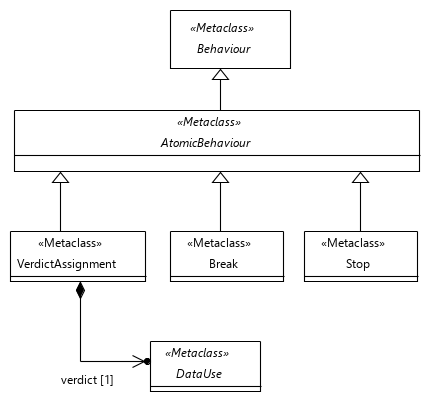 «Metaclass»
Behaviour
«Metaclass»
AtomicBehaviour
«Metaclass»
VerdictAssignment
«Metaclass»
Break
«Metaclass»
Stop
«Metaclass»
DataUse
verdict [1]